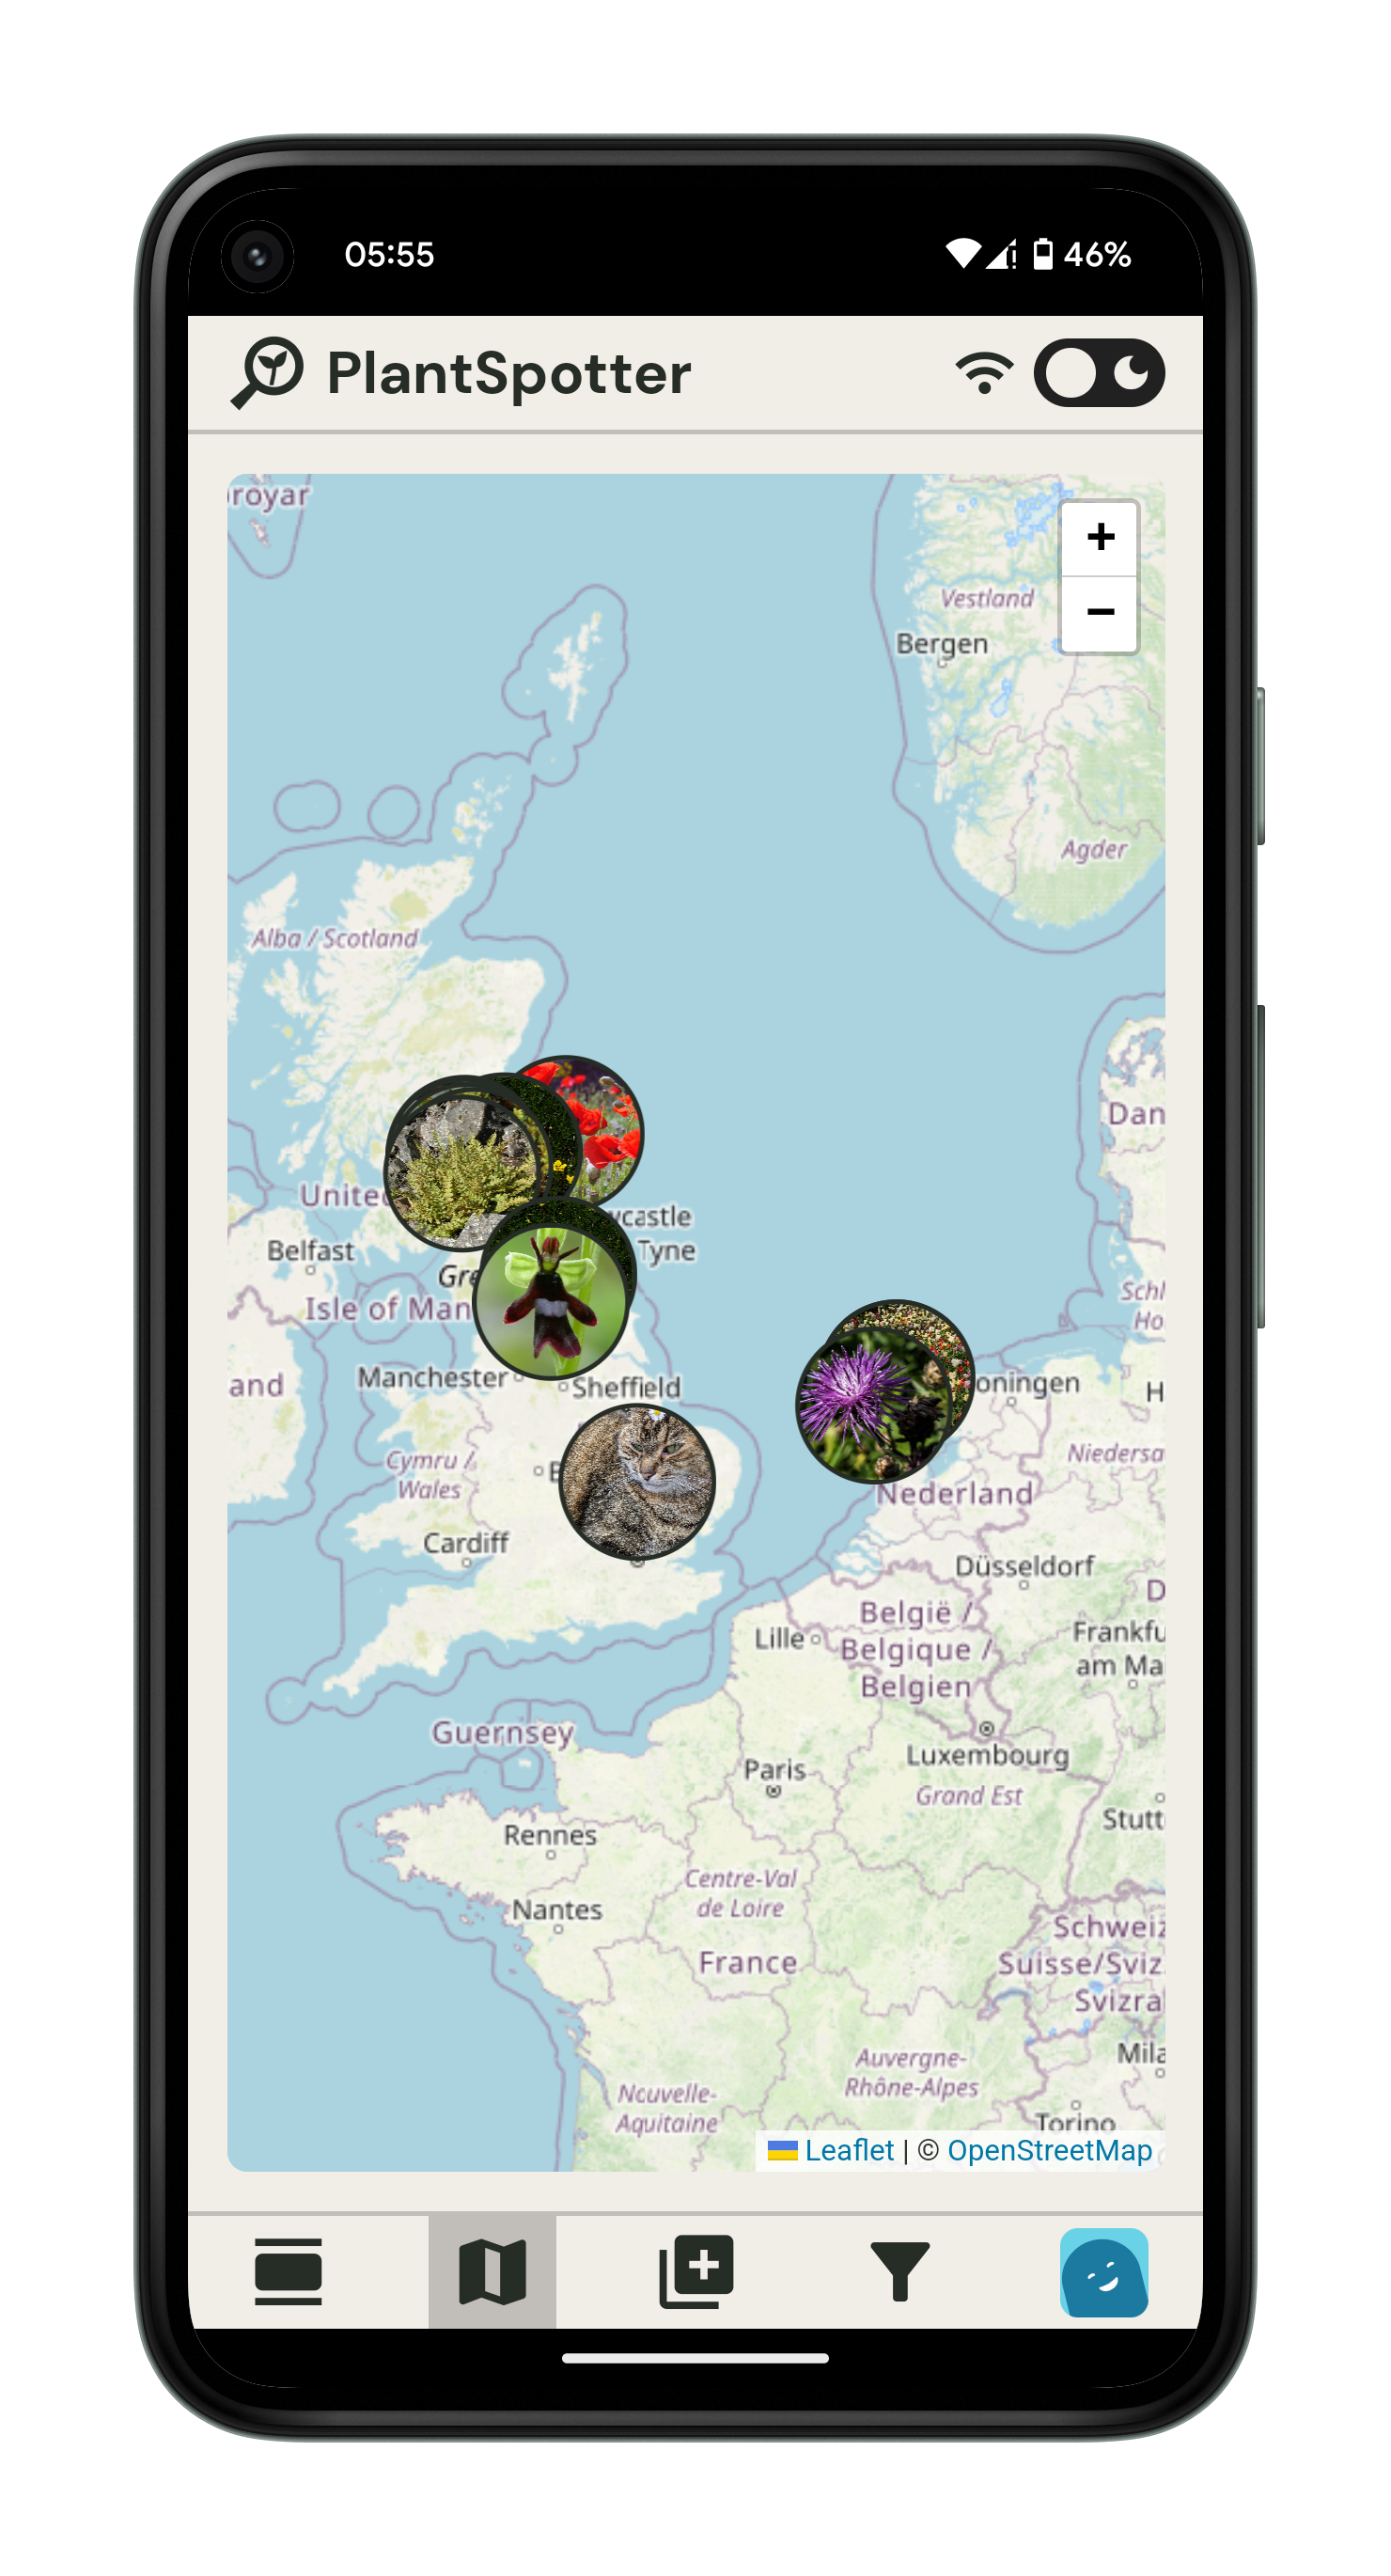 05:55
46%
PlantSpotter
royar
+
Vestland
−
Bergen
Agder
Alba / Scotland
Dan
United
castle
Tyne
Belfast
Gre
Isle of Man
Schl
Ho
Manchester
Sheffield
and
oningen
H
Cymru /
Wales
Niedersa
Nederland
Cardiff
Düsseldorf
D
België /
Belgique /
Belgien
Lille
Frankfu
am Ma
Guernsey
Luxembourg
Paris
Grand Est
Stutt
Rennes
Centre-Val
de Loire
Nantes
Schweiz
Suisse/Sviz
Svizra
France
Mila
Auvergne-
Rhône-Alpes
Nouvelle-
Aquitaine
Torino
Leaflet | © OpenStreetMap